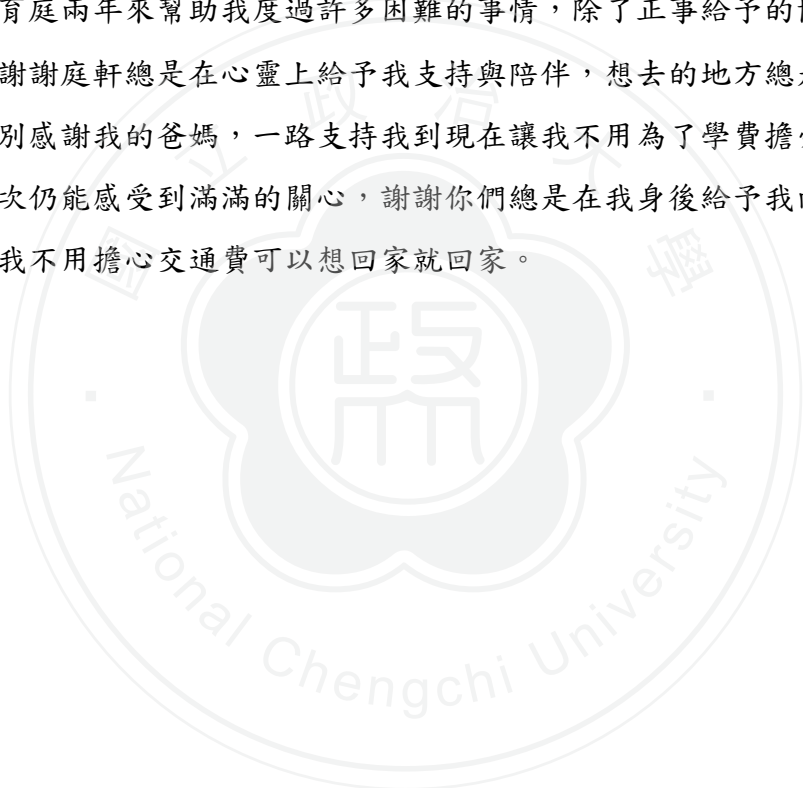 育庭兩年來幫助我度過許多困難的事情，除了正事給予的
謝謝庭軒總是在心靈上給予我支持與陪伴，想去的地方總
別感謝我的爸媽，一路支持我到現在讓我不用為了學費擔
次仍能感受到滿滿的關心，謝謝你們總是在我身後給予我
我不用擔心交通費可以想回家就回家。
國立政治大學
政
National Chengchi University